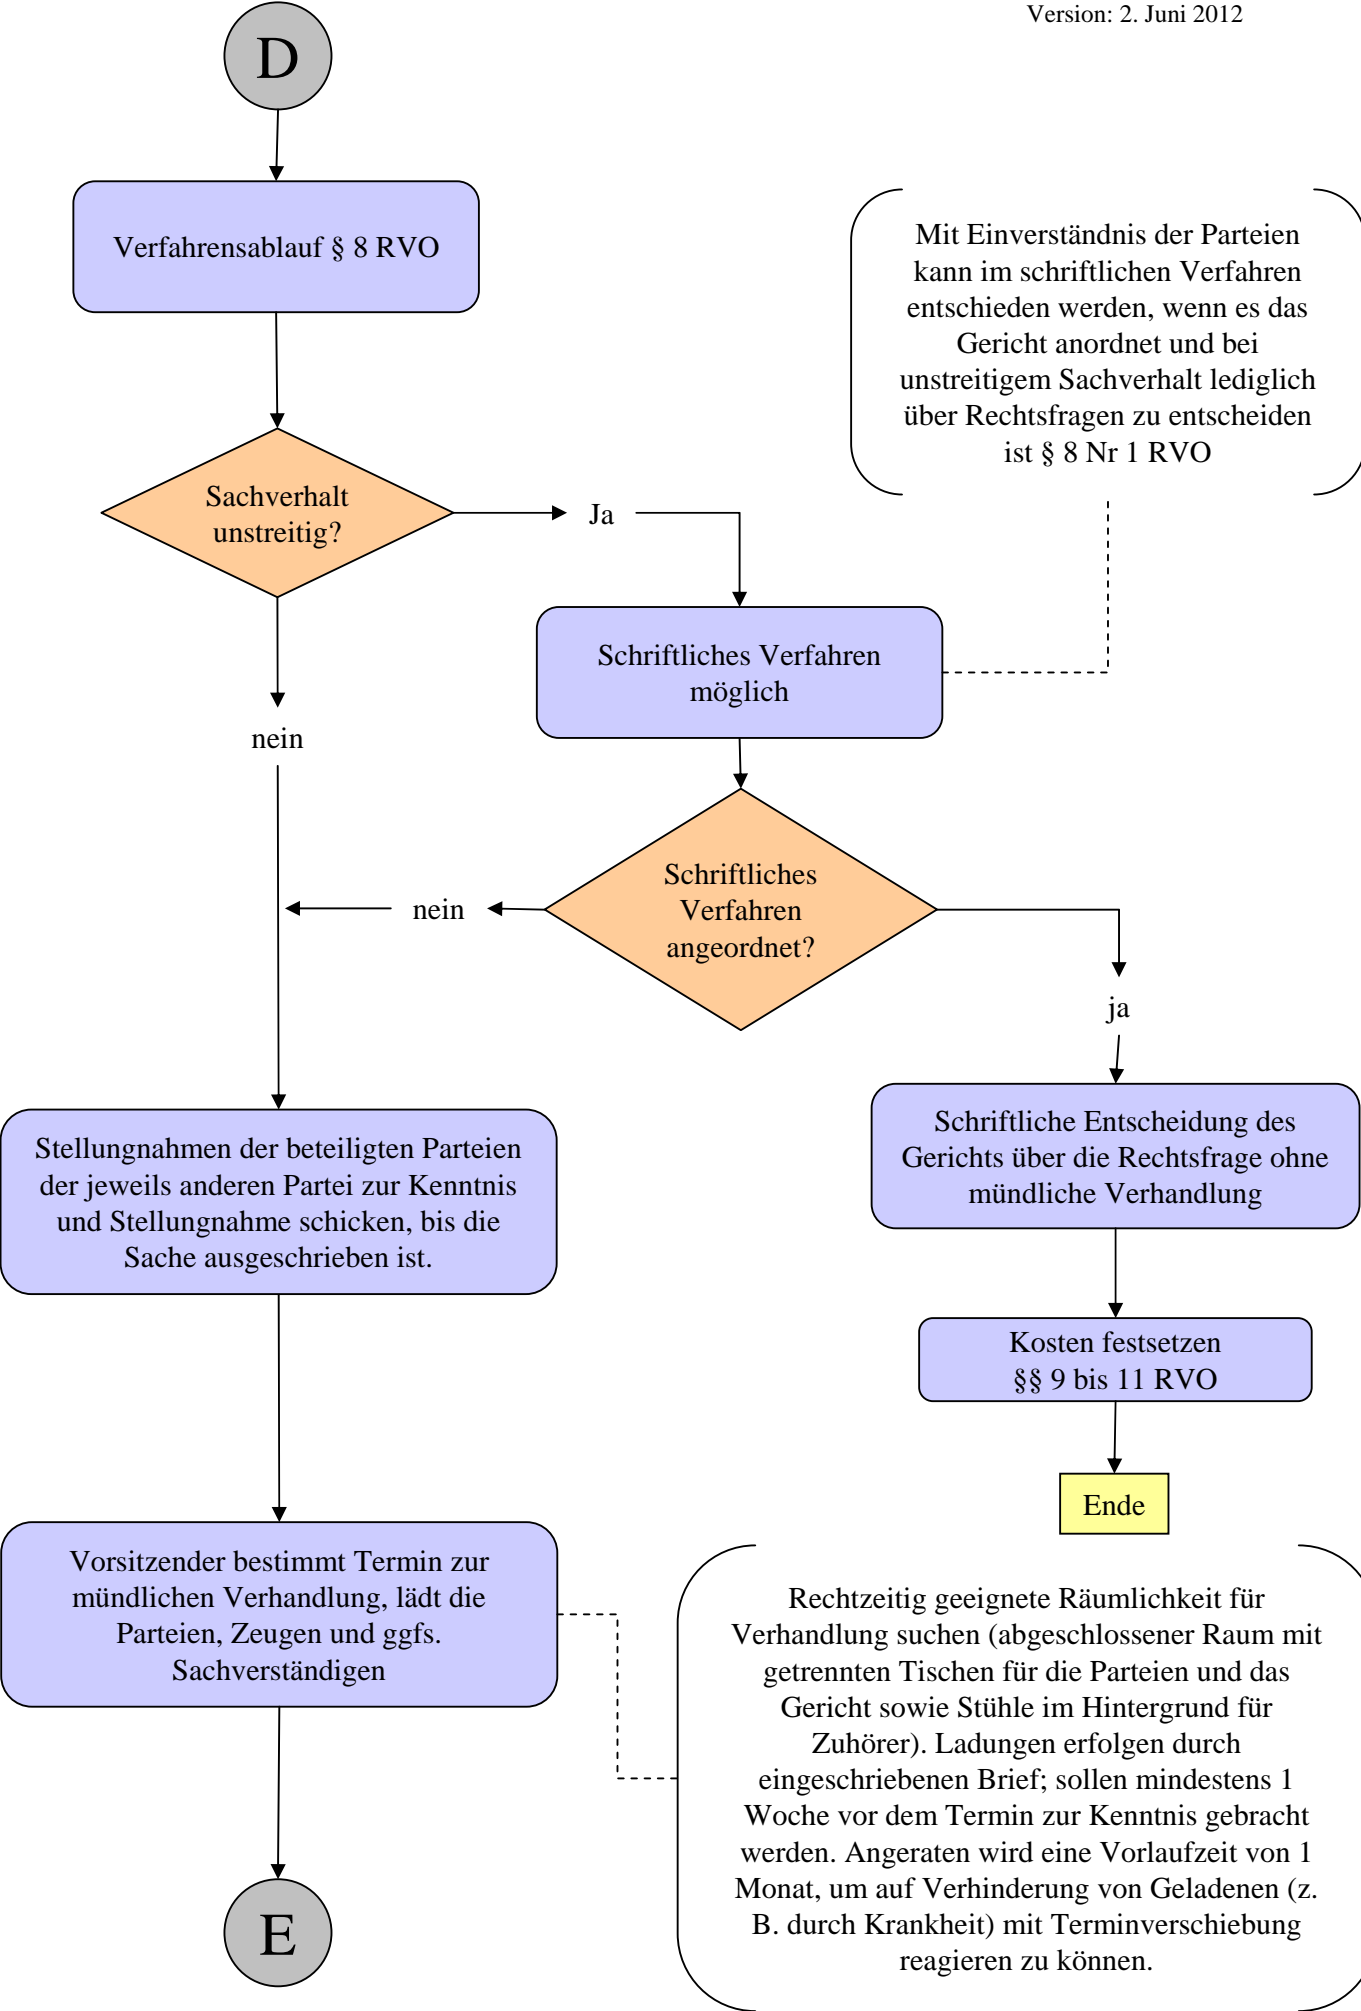 Version: 2. Juni 2012
D
Verfahrensablauf § 8 RVO
Mit Einverständnis der Parteien
kann im schriftlichen Verfahren
entschieden werden, wenn es das
Gericht anordnet und bei
unstreitigem Sachverhalt lediglich
über Rechtsfragen zu entscheiden
ist § 8 Nr 1 RVO
Sachverhalt
unstreitig?
Ja
Schriftliches Verfahren
möglich
nein
Schriftliches
Verfahren
angeordnet?
nein
ja
Schriftliche Entscheidung des
Gerichts über die Rechtsfrage ohne
mündliche Verhandlung
Stellungnahmen der beteiligten Parteien
der jeweils anderen Partei zur Kenntnis
und Stellungnahme schicken, bis die
Sache ausgeschrieben ist.
Kosten festsetzen
§§ 9 bis 11 RVO
Ende
Vorsitzender bestimmt Termin zur
mündlichen Verhandlung, lädt die
Parteien, Zeugen und ggfs.
Sachverständigen
Rechtzeitig geeignete Räumlichkeit für
Verhandlung suchen (abgeschlossener Raum mit
getrennten Tischen für die Parteien und das
Gericht sowie Stühle im Hintergrund für
Zuhörer). Ladungen erfolgen durch
eingeschriebenen Brief; sollen mindestens 1
Woche vor dem Termin zur Kenntnis gebracht
werden. Angeraten wird eine Vorlaufzeit von 1
Monat, um auf Verhinderung von Geladenen (z.
B. durch Krankheit) mit Terminverschiebung
reagieren zu können.
E